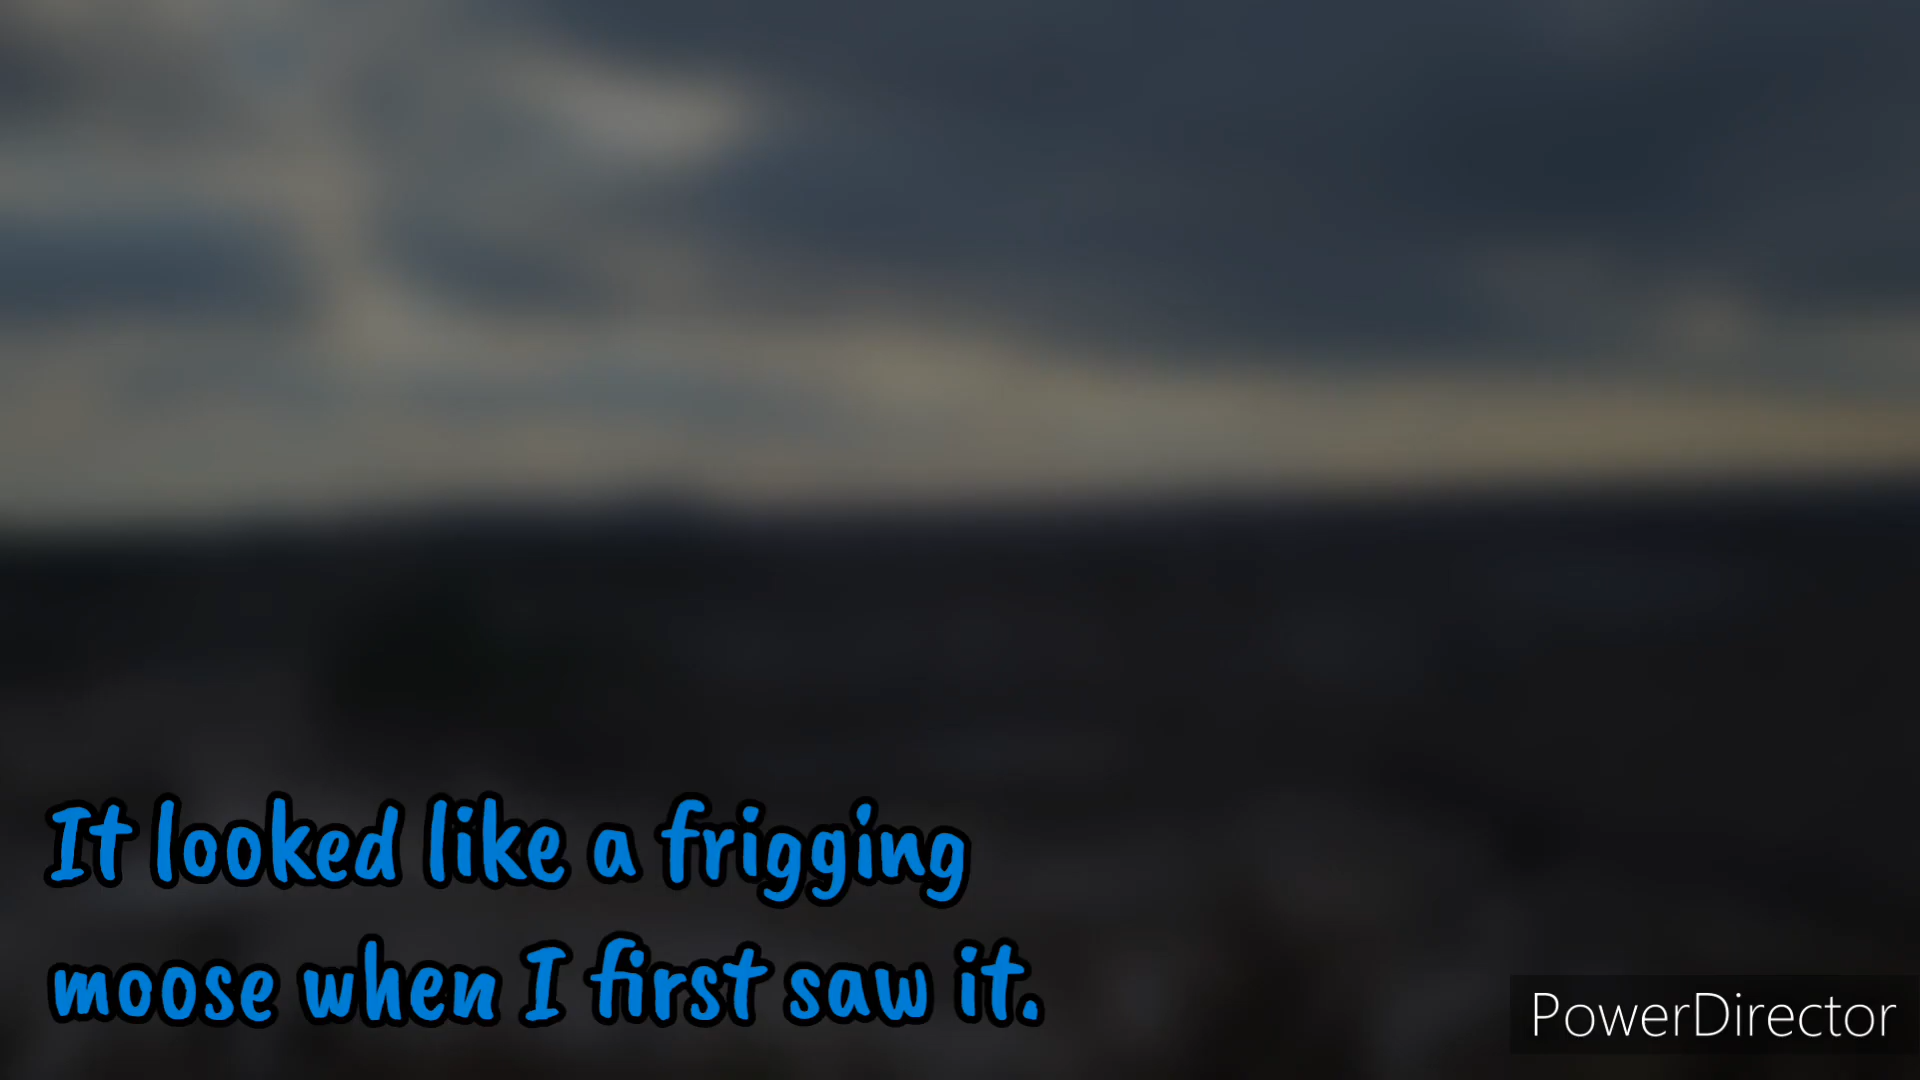 It looked like a frigging
moose when I first saw it.
PowerDirector